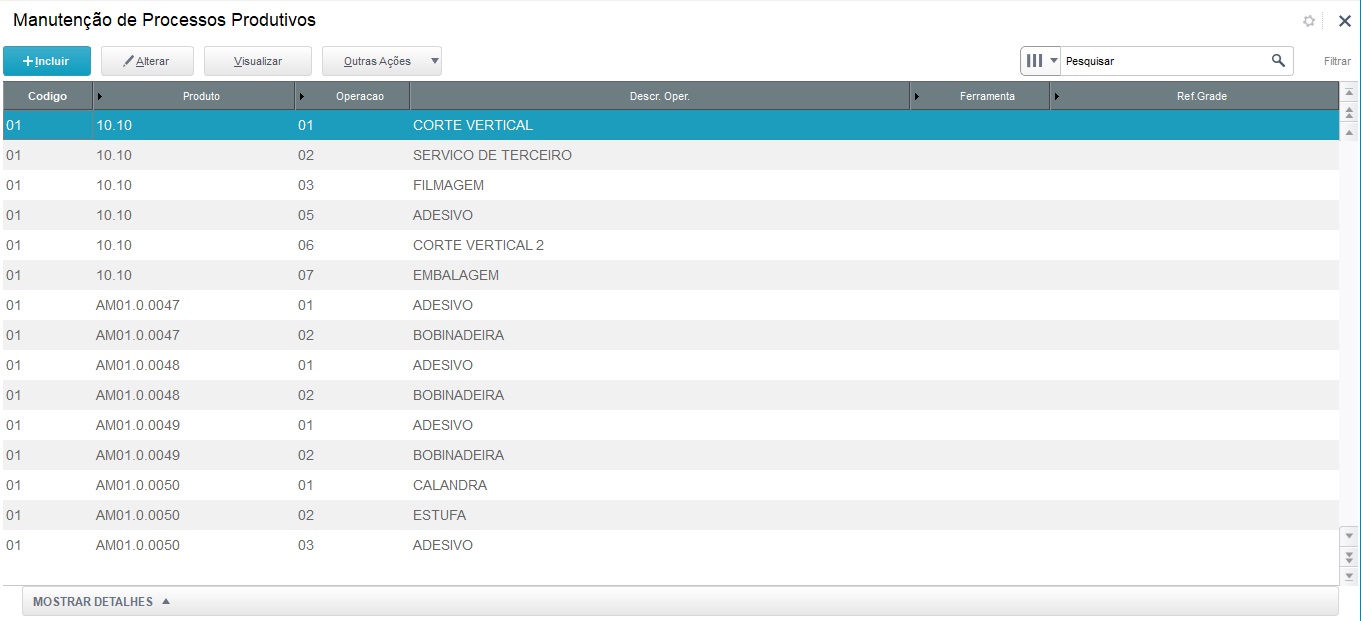 Manutenção de Processos Produtivos
Incluir Alterar Visualizar Outras Ações Pesquisar Filtrar
Codigo Produto Operacao Descr. Oper. Ferramenta Ref.Grade
01 10.10 01 CORTE VERTICAL
01 10.10 02 SERVICO DE TERCEIRO
01 10.10 03 FILMAGEM
01 10.10 05 ADESIVO
01 10.10 06 CORTE VERTICAL 2
01 10.10 07 EMBALAGEM
01 AM01.0.0047 01 ADESIVO
01 AM01.0.0047 02 BOBINADEIRA
01 AM01.0.0048 01 ADESIVO
01 AM01.0.0048 02 BOBINADEIRA
01 AM01.0.0049 01 ADESIVO
01 AM01.0.0049 02 BOBINADEIRA
01 AM01.0.0050 01 CALANDRA
01 AM01.0.0050 02 ESTUFA
01 AM01.0.0050 03 ADESIVO
MOSTRAR DETALHES